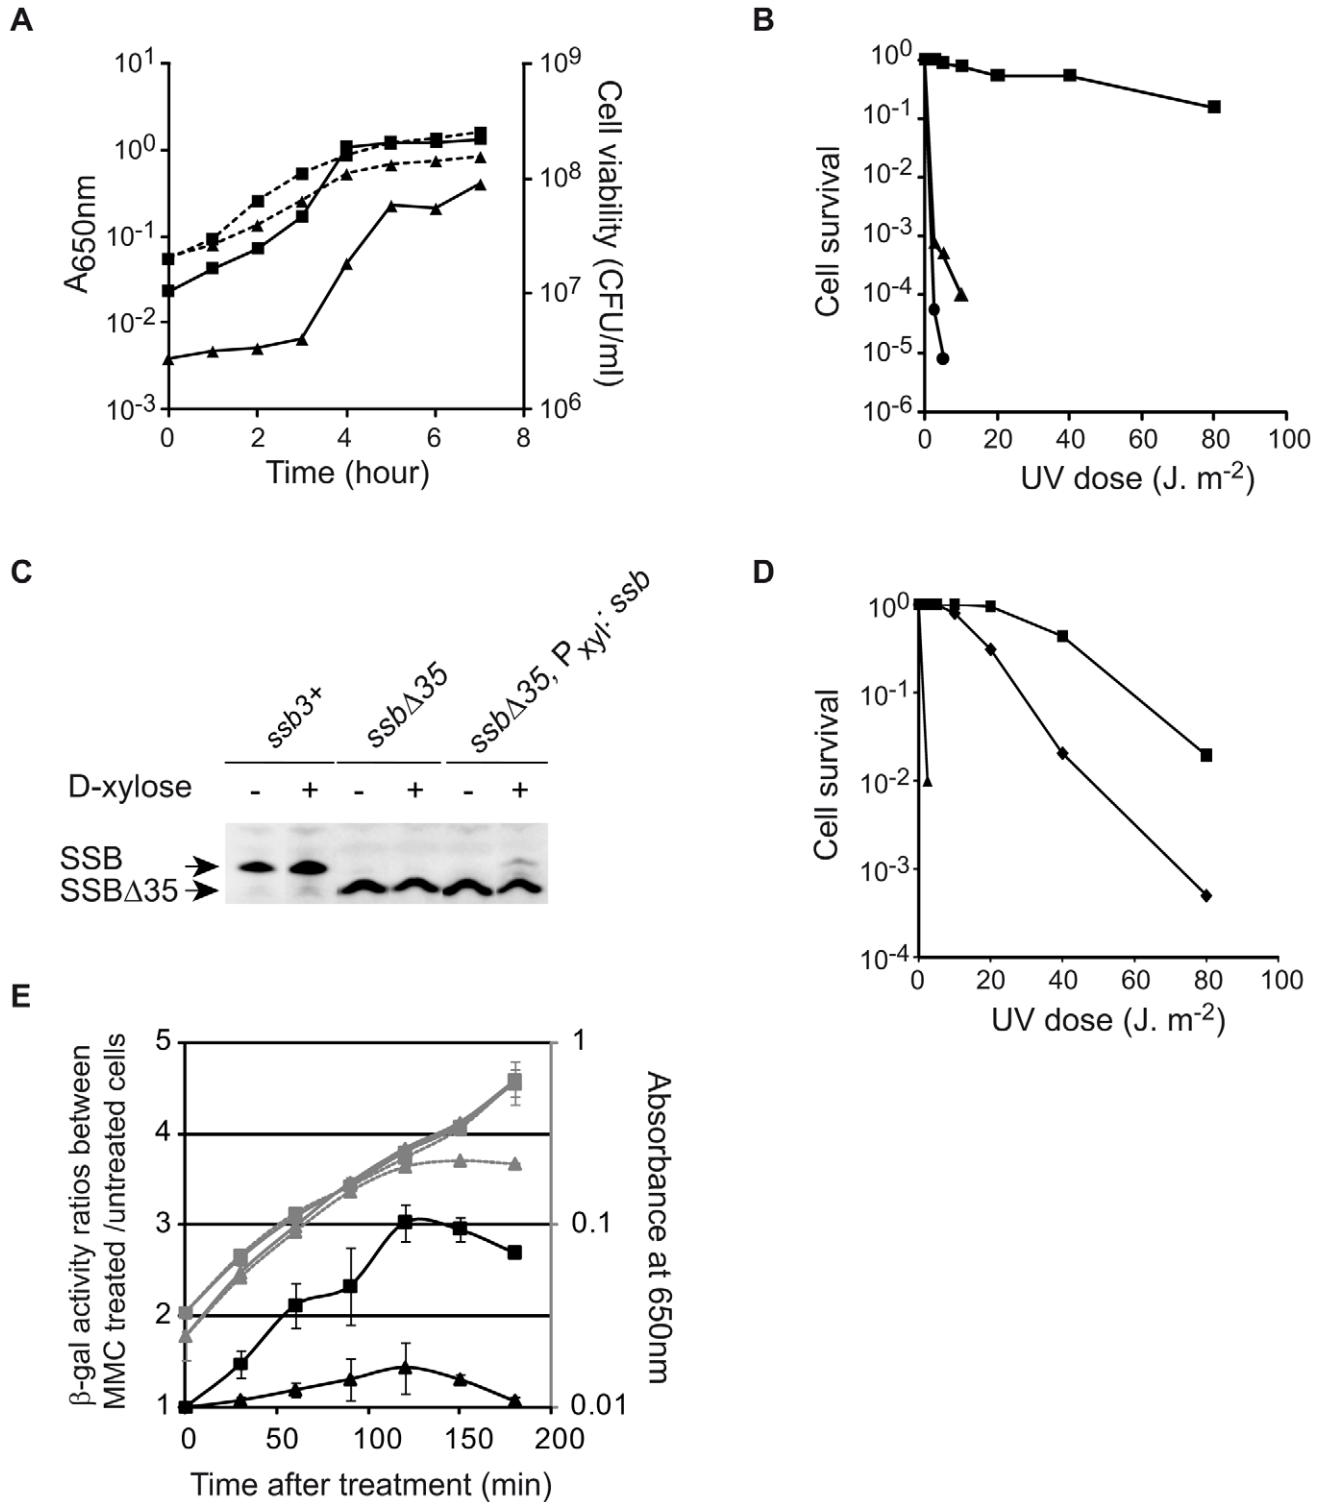 A
10^1
10^0
10^-1
10^-2
10^-3
A650nm
10^9
10^8
10^7
10^6
Cell viability (CFU/ml)
0 2 4 6 8
Time (hour)
B
10^0
10^-1
10^-2
10^-3
10^-4
10^-5
10^-6
Cell survival
0 20 40 60 80 100
UV dose (J. m^-2)
C
ssb3+
ssbΔ35
ssbΔ35, Pxyl: ssb
D-xylose - + - + - +
SSB
SSBΔ35
D
10^0
10^-1
10^-2
10^-3
10^-4
Cell survival
0 20 40 60 80 100
UV dose (J. m^-2)
E
5
4
3
2
1
β-gal activity ratios between
MMC treated /untreated cells
1
0.1
0.01
Absorbance at 650nm
0 50 100 150 200
Time after treatment (min)